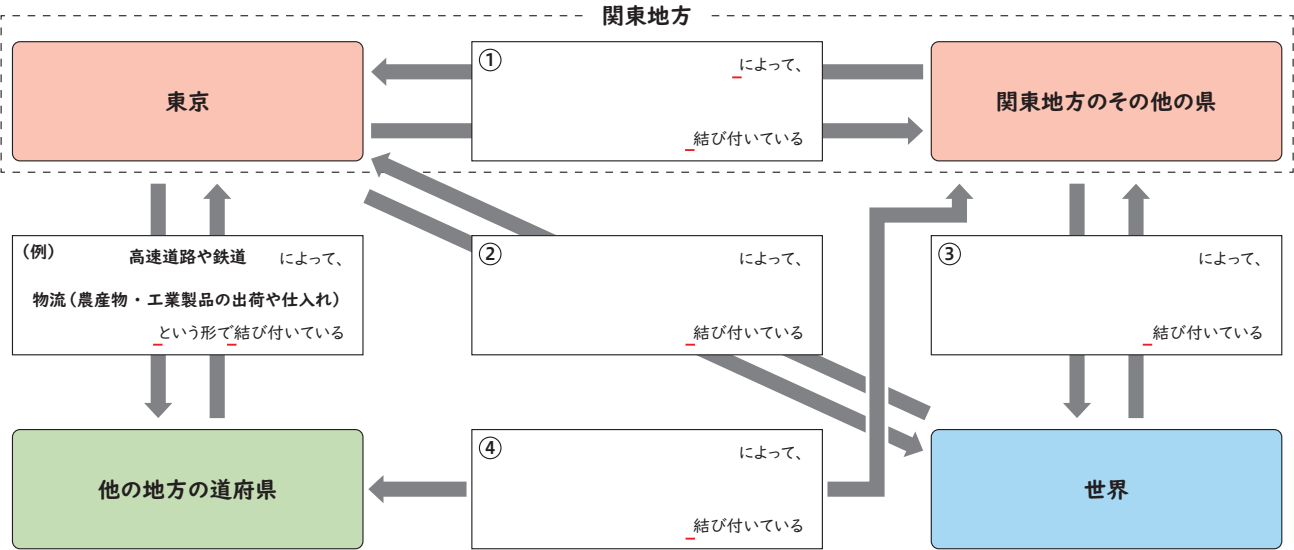 関東地方
東京
①
によって、
結び付いている
関東地方のその他の県
(例)
高速道路や鉄道 によって、
物流(農産物・工業製品の出荷や仕入れ)
という形で結び付いている
②
によって、
結び付いている
③
によって、
結び付いている
他の地方の道府県
④
によって、
結び付いている
世界